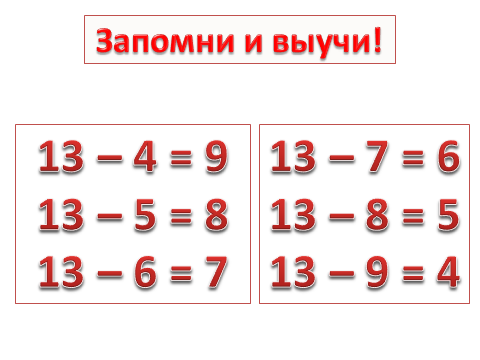 Запомни и выучи!
13 – 4 = 9
13 – 5 = 8
13 – 6 = 7
13 – 7 = 6
13 – 8 = 5
13 – 9 = 4